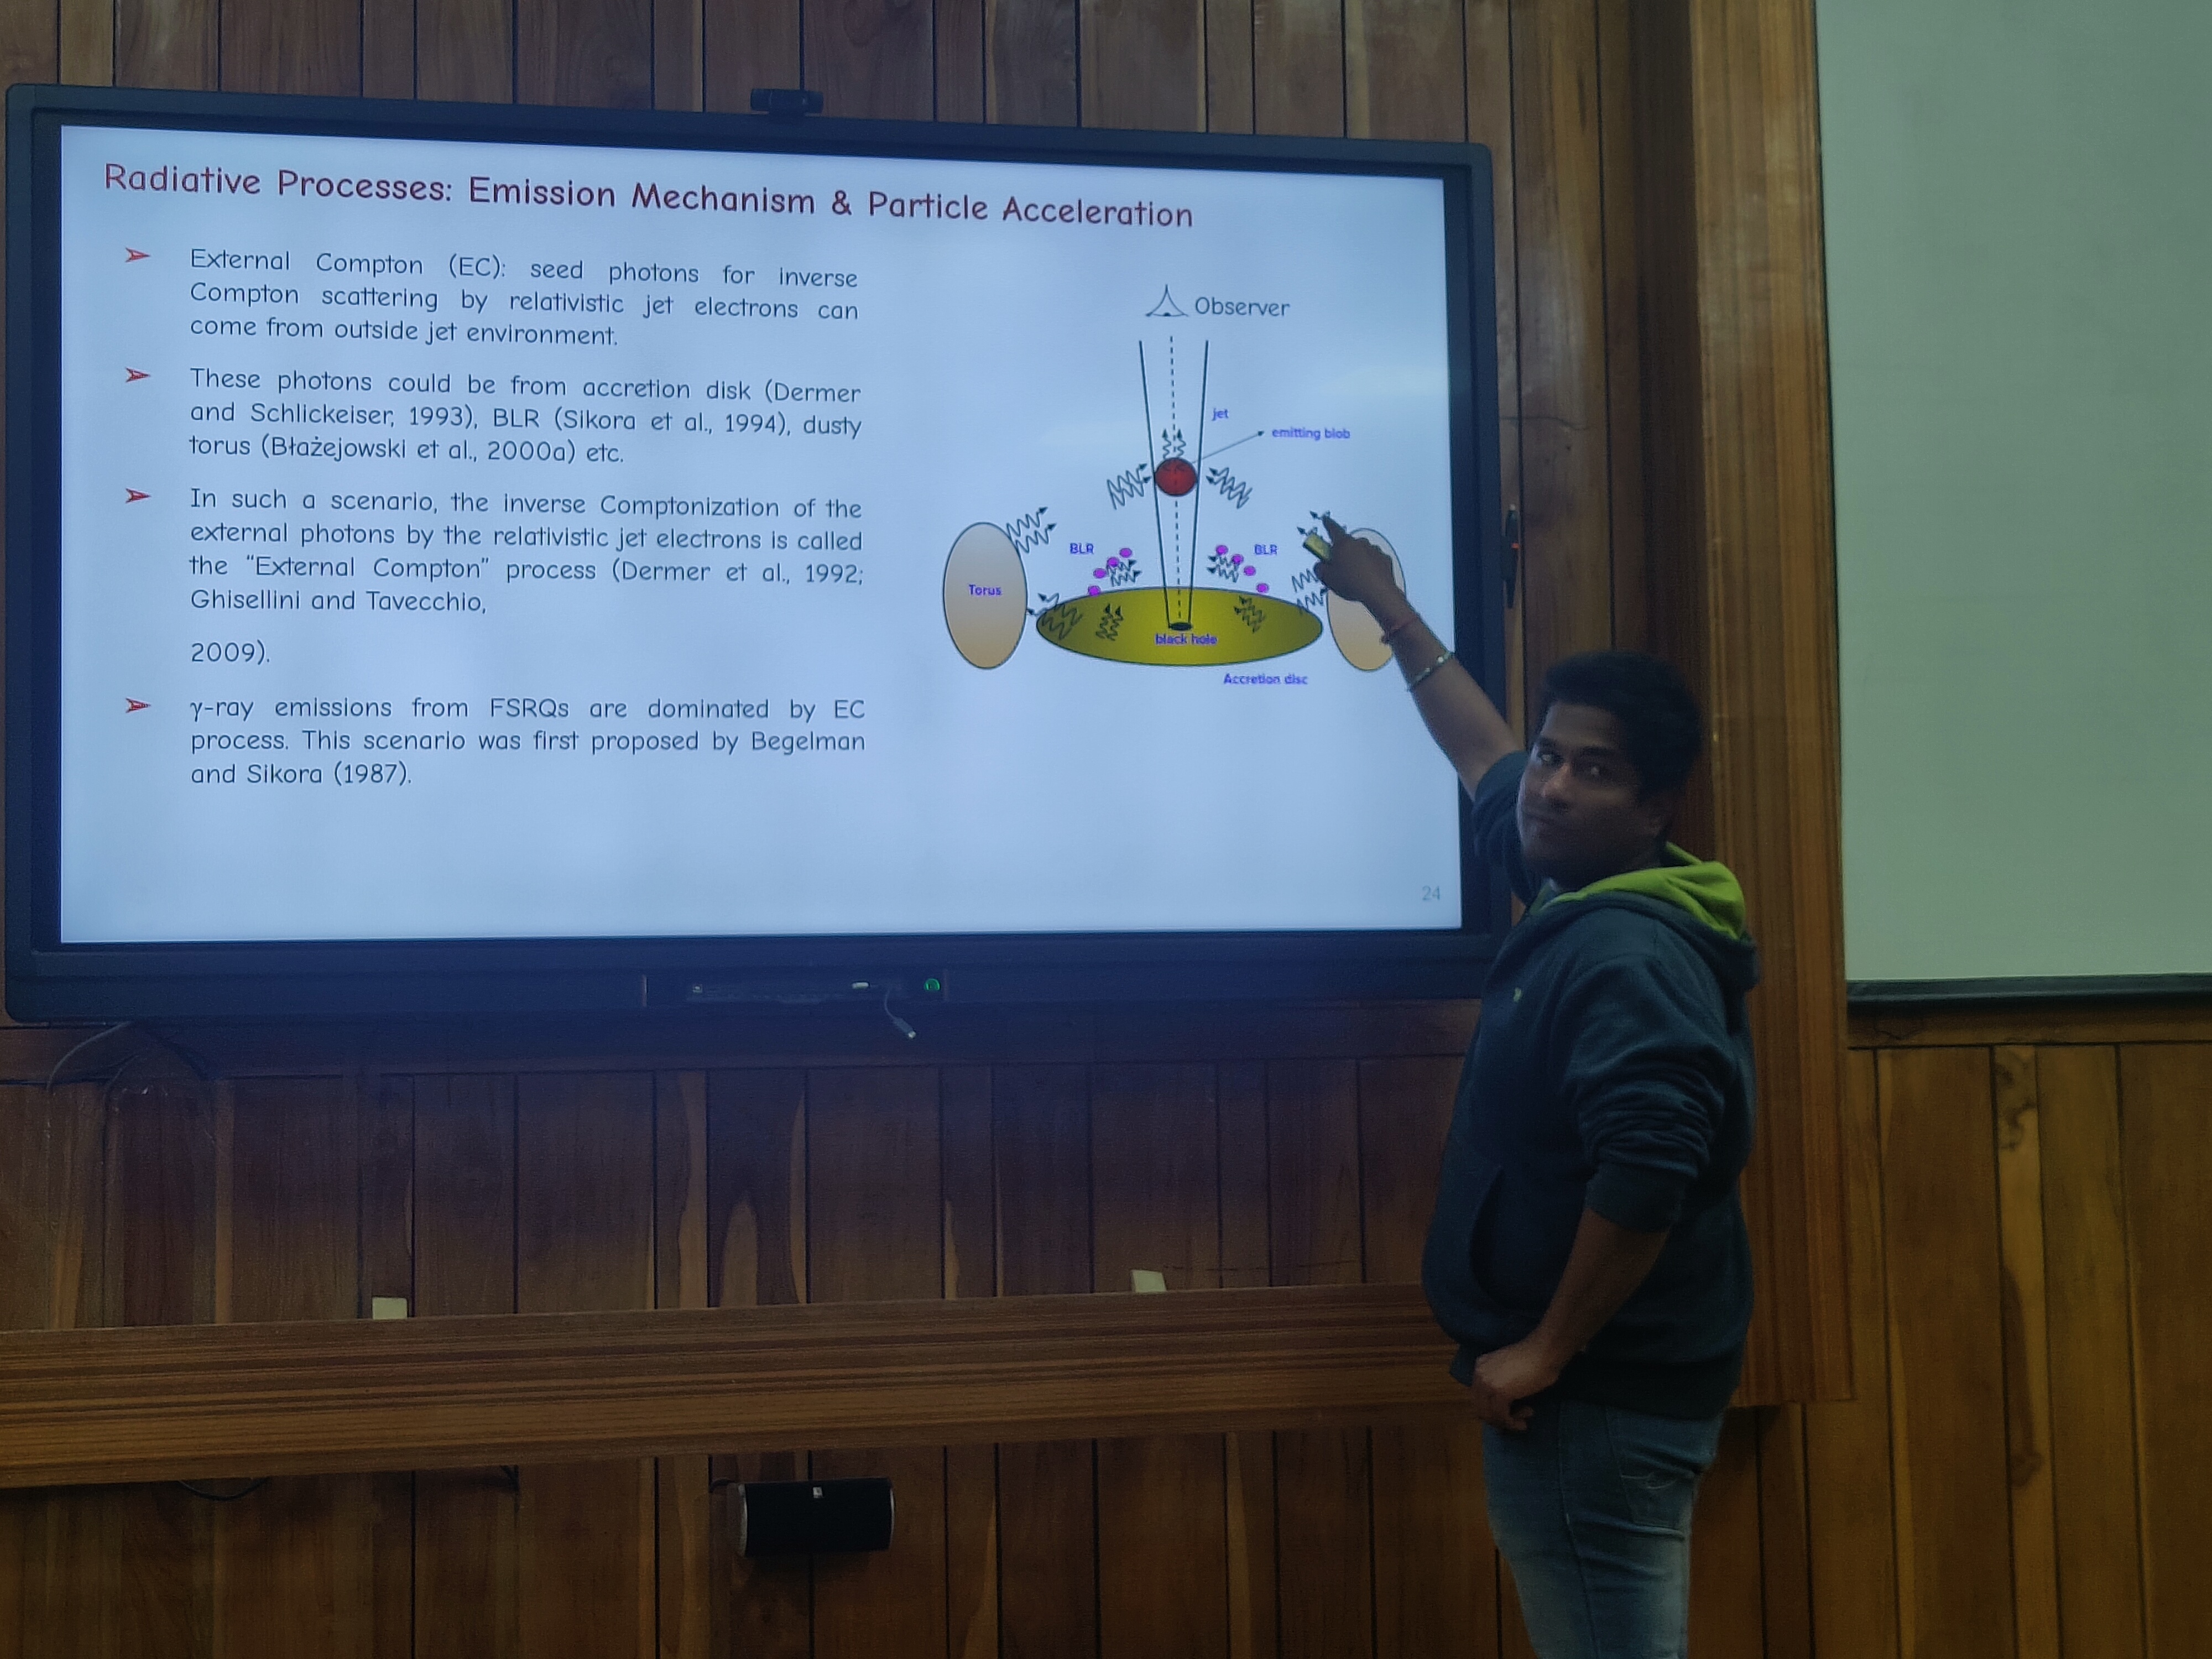 Radiative Processes: Emission Mechanism & Particle Acceleration
External Compton (EC): seed photons for inverse
Compton scattering by relativistic jet electrons can
come from outside jet environment.
These photons could be from accretion disk (Dermer
and Schlickeiser, 1993), BLR (Sikora et al., 1994), dusty
torus (Błażejowski et al., 2000a) etc.
In such a scenario, the inverse Comptonization of the
external photons by the relativistic jet electrons is called
the "External Compton" process (Dermer et al., 1992;
Ghisellini and Tavecchio,
2009).
γ-ray emissions from FSRQs are dominated by EC
process. This scenario was first proposed by Begelman
and Sikora (1987).
Observer
jet
emitting blob
BLR
BLR
Torus
black hole
Accretion disc
24